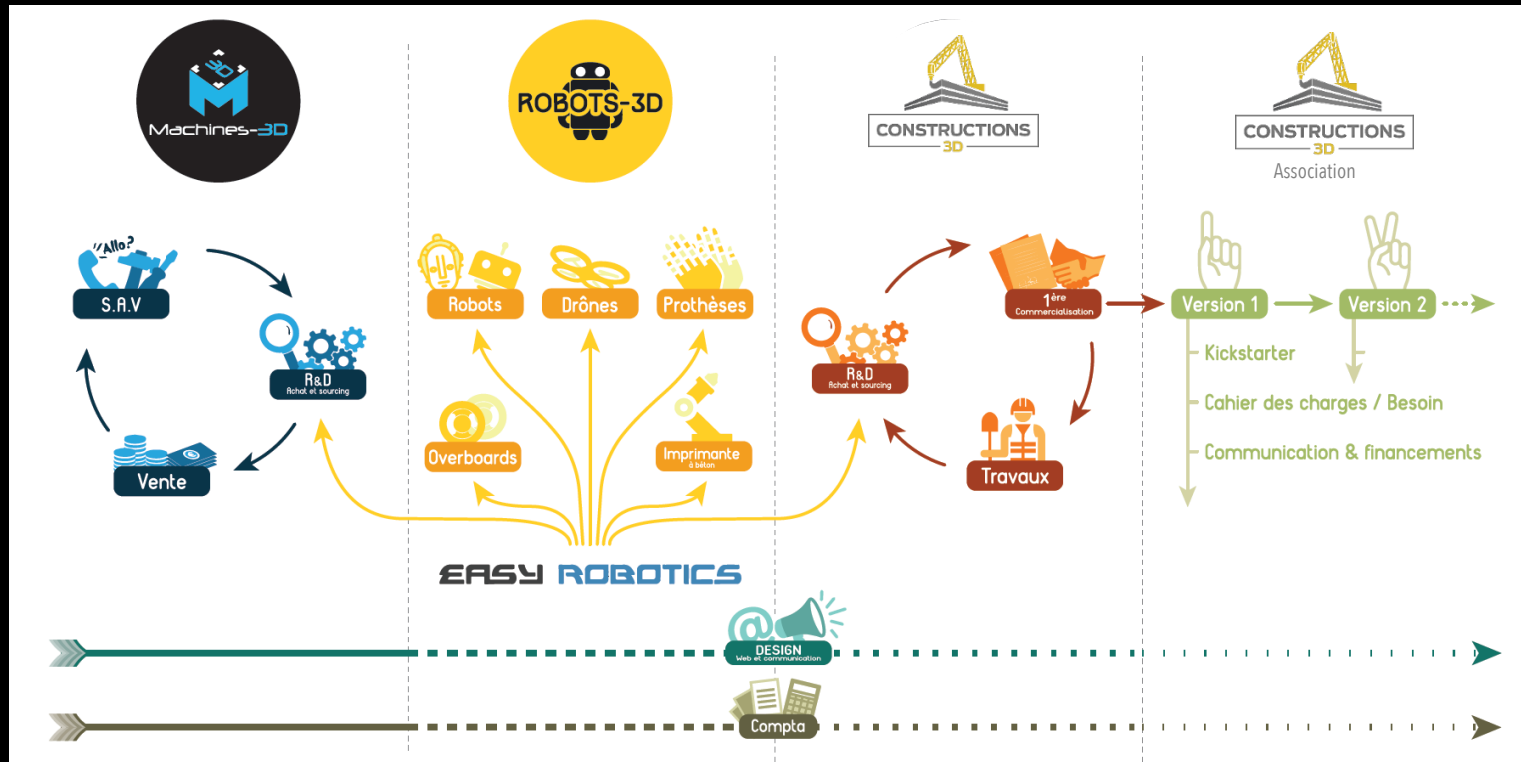 3D
Machines-3D
ROBOTS-3D
CONSTRUCTIONS
3D
CONSTRUCTIONS
3D
Association
Allo?
S.A.V
R&D
Achat et sourcing
Vente
Robots
Drônes
Prothèses
Overboards
Imprimante
à béton
EASY ROBOTICS
1ère
Commercialisation
R&D
Achat et sourcing
Travaux
Version 1
Version 2
Kickstarter
Cahier des charges / Besoin
Communication & financements
@
DESIGN
Web et communication
Compta